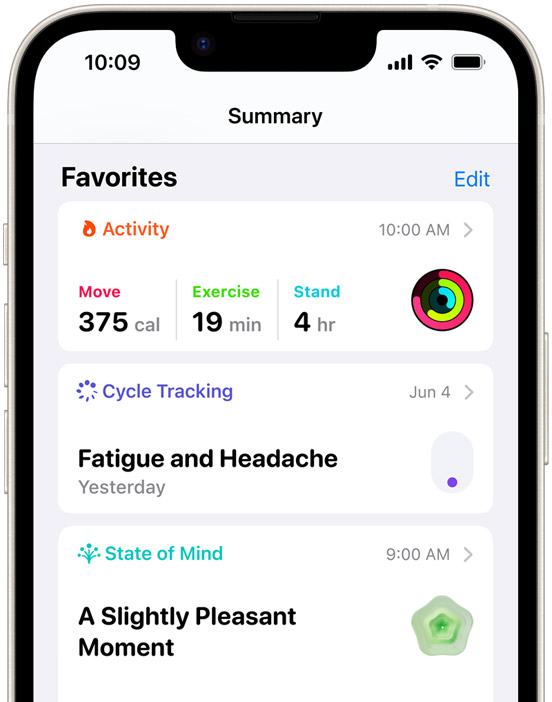 10:09
Summary
Favorites
Edit
Activity
10:00 AM
Move
Exercise
Stand
375 cal
19 min
4 hr
Cycle Tracking
Jun 4
Fatigue and Headache
Yesterday
State of Mind
9:00 AM
A Slightly Pleasant
Moment